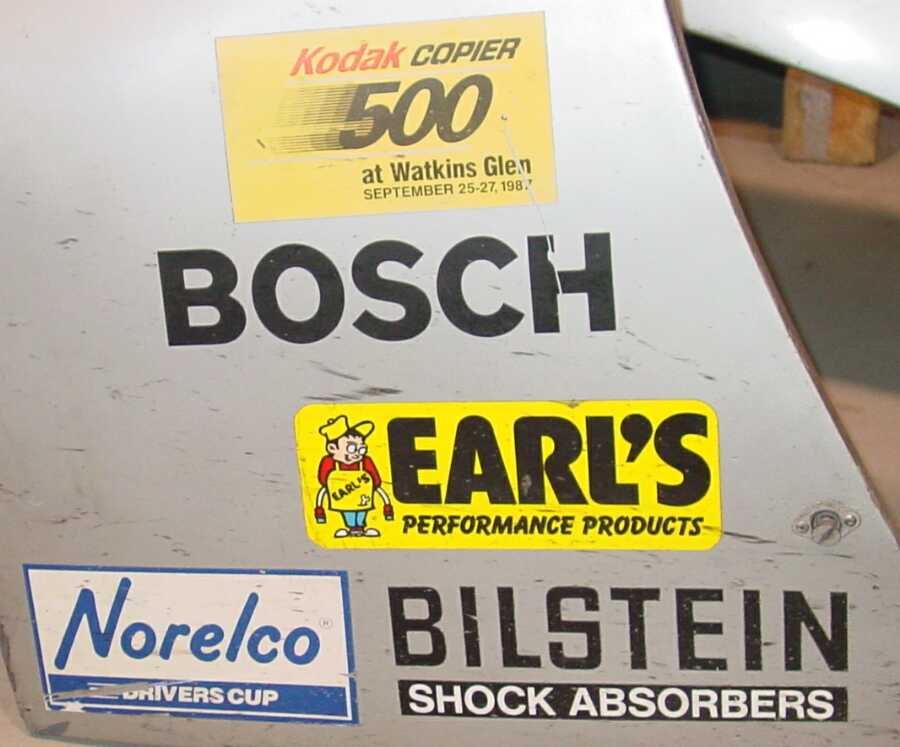 Kodak COPIER
500
at Watkins Glen
SEPTEMBER 25-27, 1987
BOSCH
EARL'S
EARL'S
PERFORMANCE PRODUCTS
Norelco ®
DRIVERS CUP
BILSTEIN
SHOCK ABSORBERS